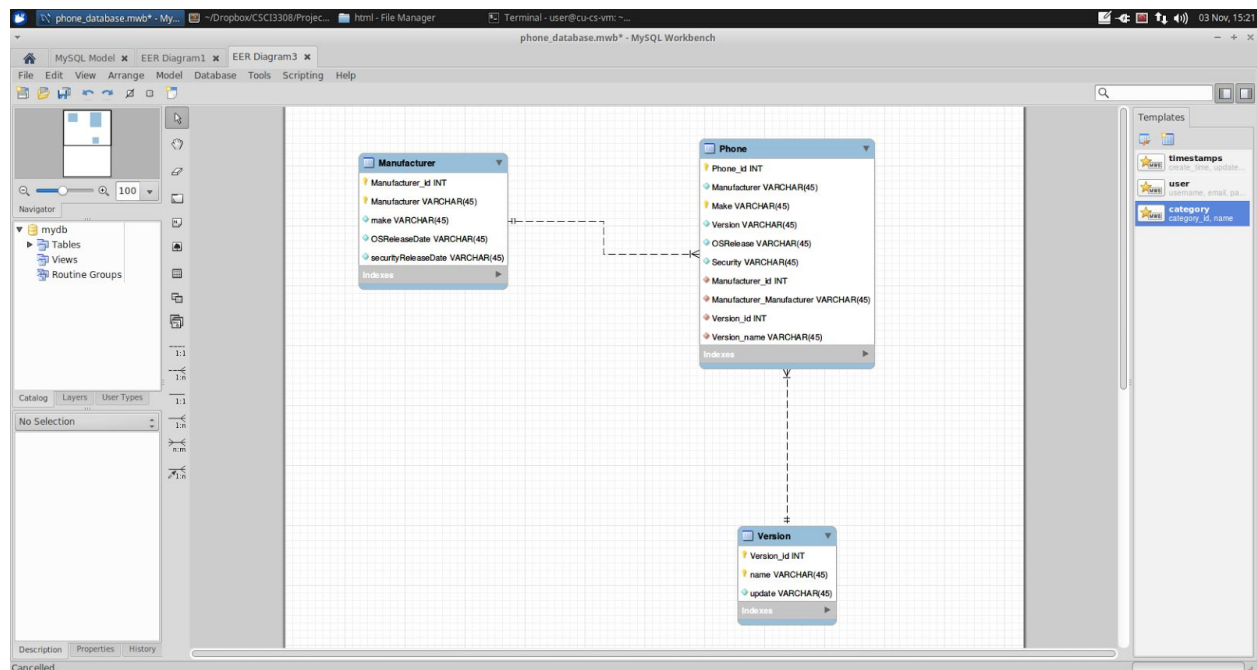 phone_database.mwb* - My...
~/Dropbox/CSCI3308/Projec...
html - File Manager
Terminal - user@cu-cs-vm: ~...
03 Nov, 15:21
phone_database.mwb* - MySQL Workbench
MySQL Model
EER Diagram1
EER Diagram3
File Edit View Arrange Model Database Tools Scripting Help
100
Navigator
mydb
Tables
Views
Routine Groups
Catalog Layers User Types
No Selection
Description Properties History
Cancelled
1:1
1:n
1:1
1:n
n:m
1:n
Manufacturer
Manufacturer_id INT
Manufacturer VARCHAR(45)
make VARCHAR(45)
OSReleaseDate VARCHAR(45)
securityReleaseDate VARCHAR(45)
Indexes
Phone
Phone_id INT
Manufacturer VARCHAR(45)
Make VARCHAR(45)
Version VARCHAR(45)
OSRelease VARCHAR(45)
Security VARCHAR(45)
Manufacturer_id INT
Manufacturer_Manufacturer VARCHAR(45)
Version_id INT
Version_name VARCHAR(45)
Indexes
Version
Version_id INT
name VARCHAR(45)
update VARCHAR(45)
Indexes
Templates
timestamps
create_time, update...
user
username, email, pa...
category
category_id, name